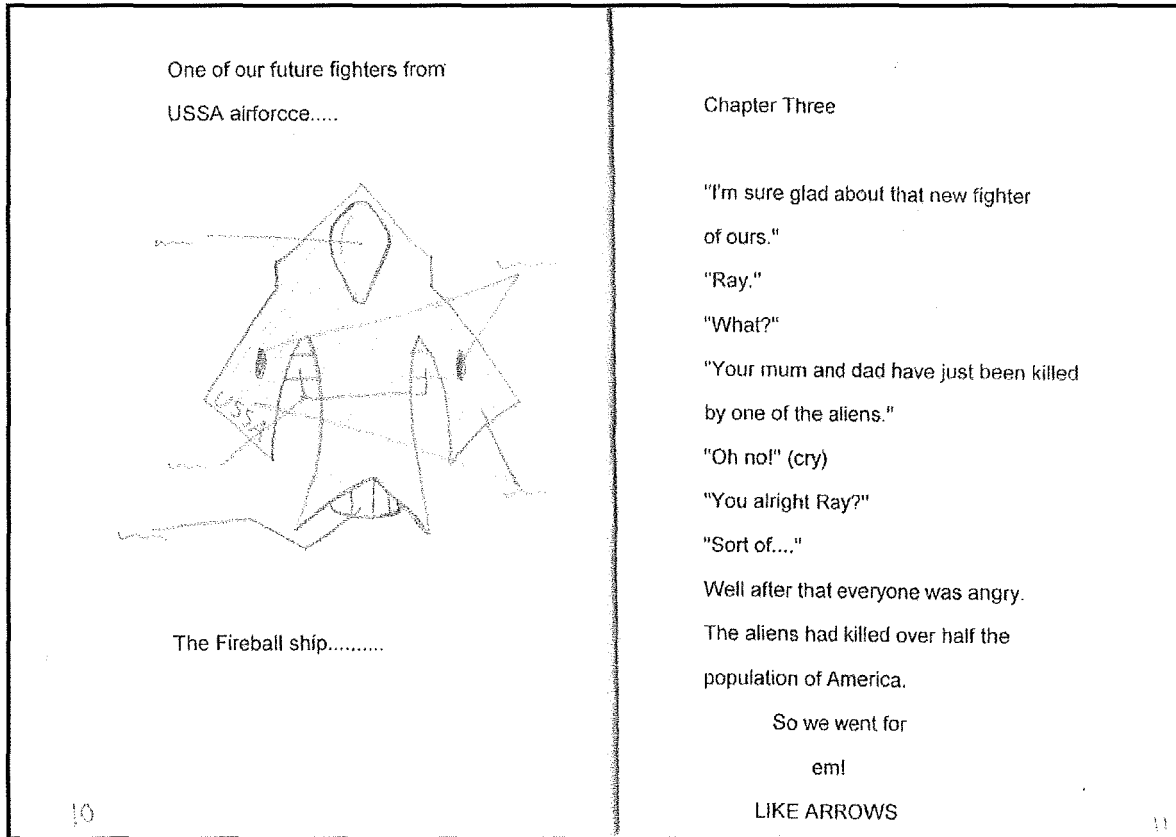 One of our future fighters from
USSA airforcce.....
USSA
The Fireball ship..........
10
Chapter Three
"I'm sure glad about that new fighter
of ours."
"Ray."
"What?"
"Your mum and dad have just been killed
by one of the aliens."
"Oh no!" (cry)
"You alright Ray?"
"Sort of...."
Well after that everyone was angry.
The aliens had killed over half the
population of America.
So we went for
em!
LIKE ARROWS
11